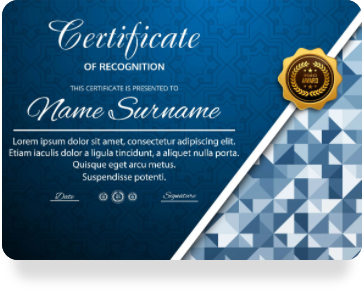 Certificate
OF RECOGNITION
THIS CERTIFICATE IS PRESENTED TO
Name Surname
Lorem ipsum dolor sit amet, consectetur adipiscing elit.
Etiam iaculis dolor a ligula tincidunt, a aliquet nulla porta.
Quisque eget arcu metus.
Suspendisse potenti.
Date
Signature
AWARD